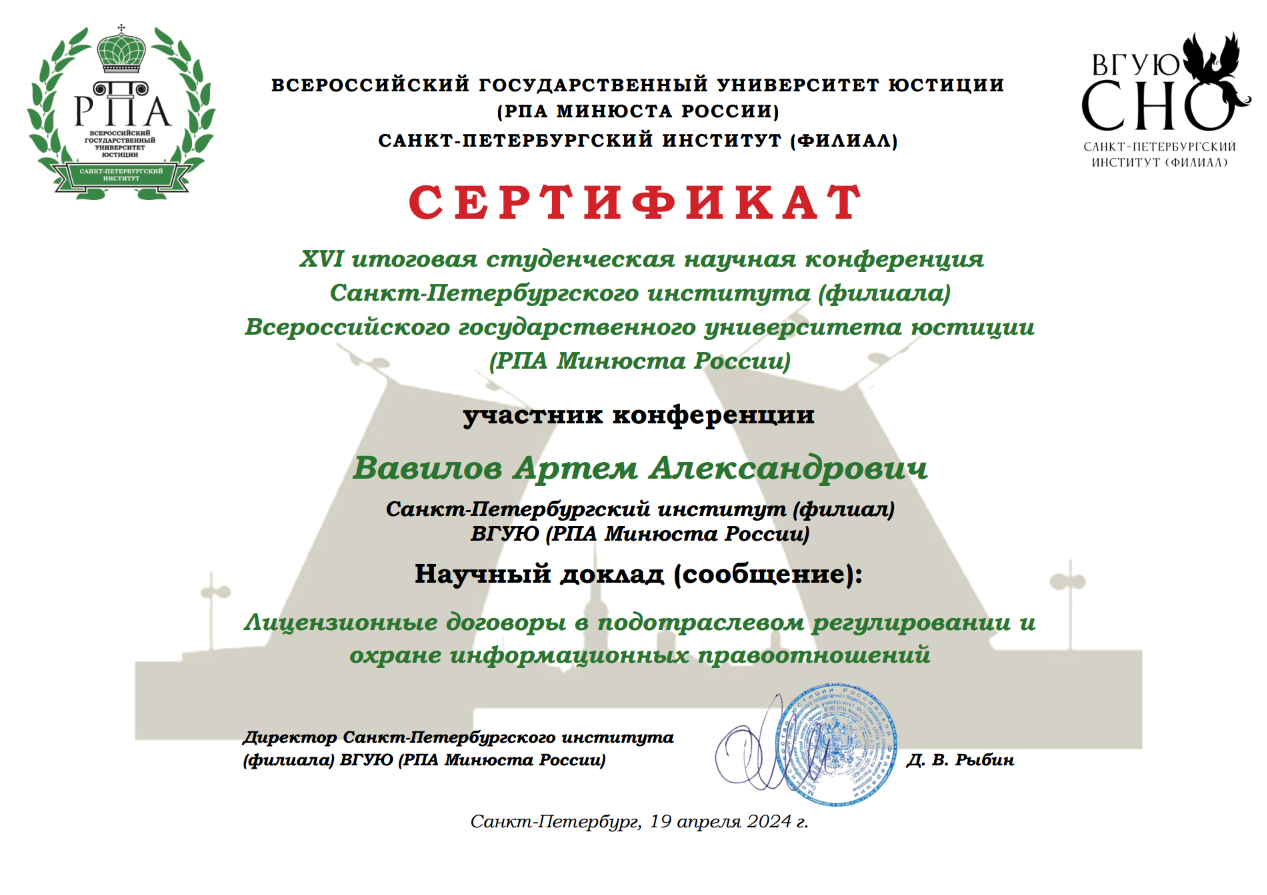 РПА
ВСЕРОССИЙСКИЙ
ГОСУДАРСТВЕННЫЙ
УНИВЕРСИТЕТ
ЮСТИЦИИ
САНКТ-ПЕТЕРБУРГСКИЙ
ИНСТИТУТ
ВСЕРОССИЙСКИЙ ГОСУДАРСТВЕННЫЙ УНИВЕРСИТЕТ ЮСТИЦИИ
(РПА МИНЮСТА РОССИИ)
САНКТ-ПЕТЕРБУРГСКИЙ ИНСТИТУТ (ФИЛИАЛ)
ВГУЮ
СНО
САНКТ-ПЕТЕРБУРГСКИЙ
ИНСТИТУТ (ФИЛИАЛ)
СЕРТИФИКАТ
XVI итоговая студенческая научная конференция
Санкт-Петербургского института (филиала)
Всероссийского государственного университета юстиции
(РПА Минюста России)
участник конференции
Вавилов Артем Александрович
Санкт-Петербургский институт (филиал)
ВГУЮ (РПА Минюста России)
Научный доклад (сообщение):
Лицензионные договоры в подотраслевом регулировании и
охране информационных правоотношений
Директор Санкт-Петербургского института
(филиала) ВГУЮ (РПА Минюста России)
Министерство юстиции Российской Федерации
Д. В. Рыбин
Санкт-Петербург, 19 апреля 2024 г.